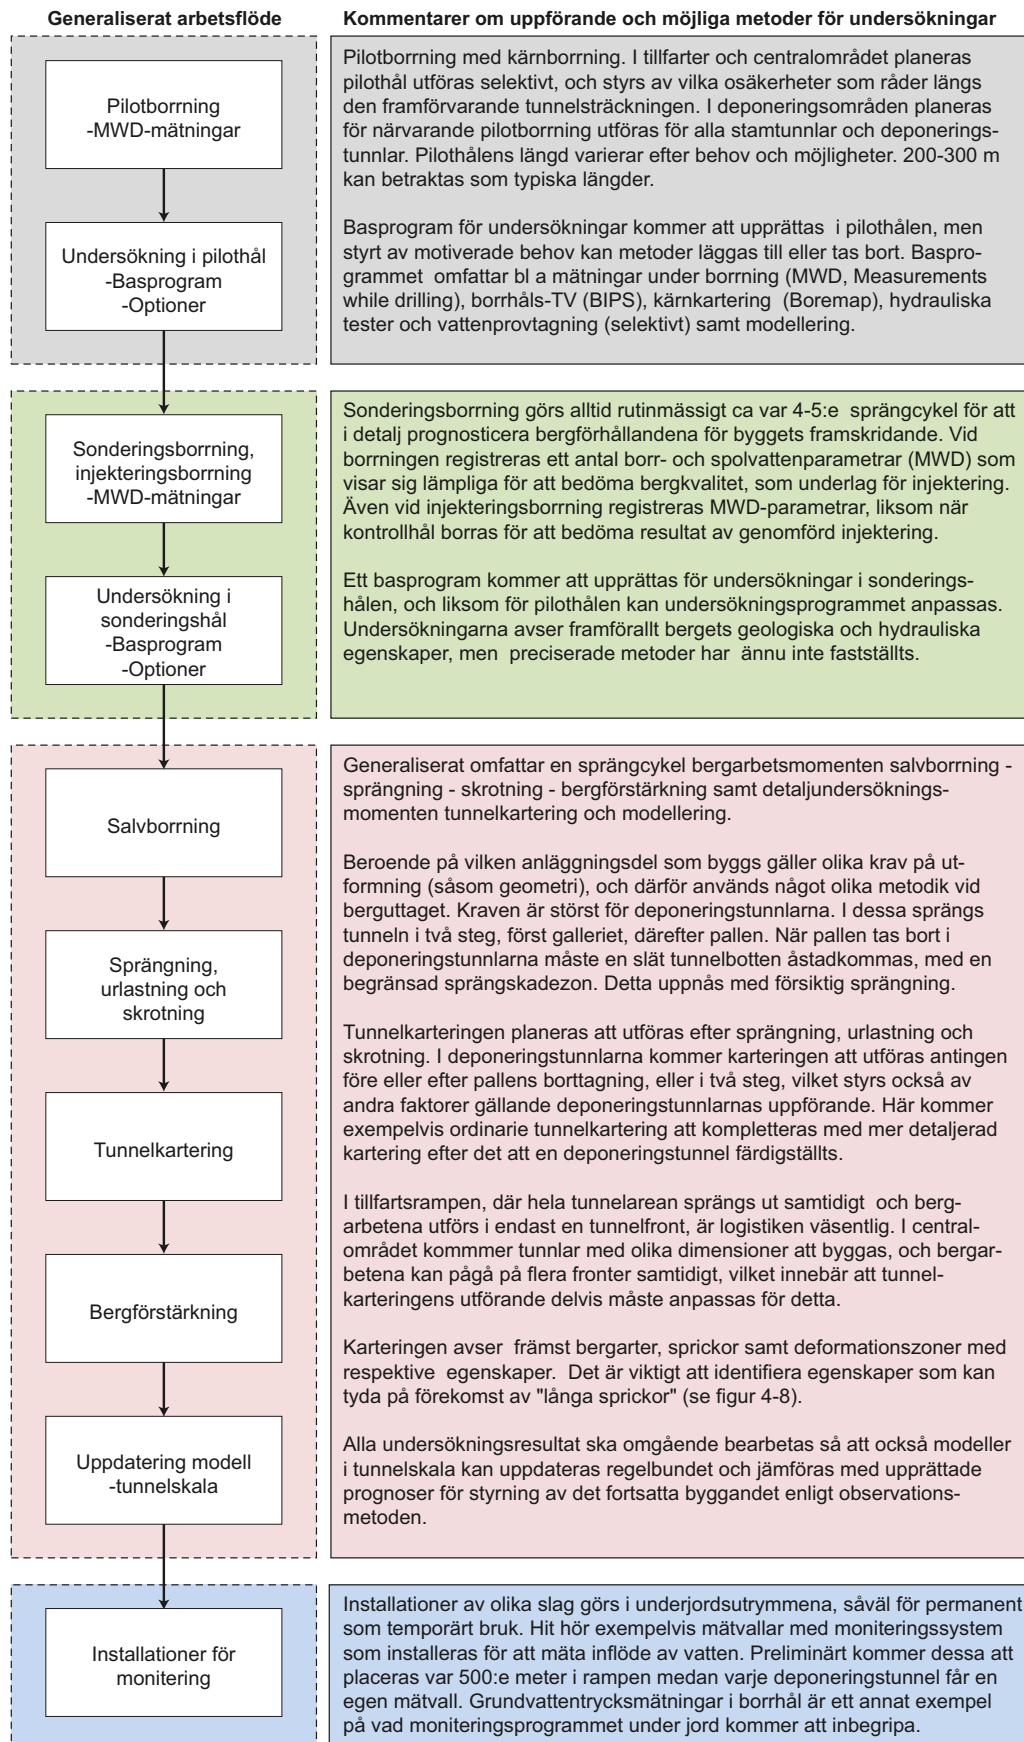 Generaliserat arbetsflöde
Kommentarer om uppförande och möjliga metoder för undersökningar
Pilotborrning
-MWD-mätningar
Undersökning i pilothål
-Basprogram
-Optioner
Pilotborrning med kärnborrning. I tillfarter och centralområdet planeras
pilothål utföras selektivt, och styrs av vilka osäkerheter som råder längs
den framförvarande tunnelsträckningen. I deponeringsområden planeras
för närvarande pilotborrning utföras för alla stamtunnlar och deponerings-
tunnlar. Pilothålens längd varierar efter behov och möjligheter. 200-300 m
kan betraktas som typiska längder.
Basprogram för undersökningar kommer att upprättas i pilothålen, men
styrt av motiverade behov kan metoder läggas till eller tas bort. Baspro-
grammet omfattar bl a mätningar under borrning (MWD, Measurements
while drilling), borrhåls-TV (BIPS), kärnkartering (Boremap), hydrauliska
tester och vattenprovtagning (selektivt) samt modellering.
Sonderingsborrning,
injekteringsborrning
-MWD-mätningar
Undersökning i
sonderingshål
-Basprogram
-Optioner
Sonderingsborrning görs alltid rutinmässigt ca var 4-5:e sprängcykel för att
i detalj prognosticera bergförhållandena för byggets framskridande. Vid
borrningen registreras ett antal borr- och spolvattenparametrar (MWD) som
visar sig lämpliga för att bedöma bergkvalitet, som underlag för injektering.
Även vid injekteringsborrning registreras MWD-parametrar, liksom när
kontrollhål borras för att bedöma resultat av genomförd injektering.
Ett basprogram kommer att upprättas för undersökningar i sonderings-
hålen, och liksom för pilothålen kan undersökningsprogrammet anpassas.
Undersökningarna avser framförallt bergets geologiska och hydrauliska
egenskaper, men preciserade metoder har ännu inte fastställts.
Salvborrning
Sprängning,
urlastning och
skrotning
Tunnelkartering
Bergförstärkning
Uppdatering modell
-tunnelskala
Generaliserat omfattar en sprängcykel bergarbetsmomenten salvborrning -
sprängning - skrotning - bergförstärkning samt detaljundersöknings-
momenten tunnelkartering och modellering.
Beroende på vilken anläggningsdel som byggs gäller olika krav på ut-
formning (såsom geometri), och därför används något olika metodik vid
berguttaget. Kraven är störst för deponeringstunnlarna. I dessa sprängs
tunneln i två steg, först galleriet, därefter pallen. När pallen tas bort i
deponeringstunnlarna måste en slät tunnelbotten åstadkommas, med en
begränsad sprängskadezon. Detta uppnås med försiktig sprängning.
Tunnelkarteringen planeras att utföras efter sprängning, urlastning och
skrotning. I deponeringstunnlarna kommer karteringen att utföras antingen
före eller efter pallens borttagning, eller i två steg, vilket styrs också av
andra faktorer gällande deponeringstunnlarnas uppförande. Här kommer
exempelvis ordinarie tunnelkartering att kompletteras med mer detaljerad
kartering efter det att en deponeringstunnel färdigställts.
I tillfartsrampen, där hela tunnelarean sprängs ut samtidigt och berg-
arbetena utförs i endast en tunnelfront, är logistiken väsentlig. I central-
området kommmer tunnlar med olika dimensioner att byggas, och bergar-
betena kan pågå på flera fronter samtidigt, vilket innebär att tunnel-
karteringens utförande delvis måste anpassas för detta.
Karteringen avser främst bergarter, sprickor samt deformationszoner med
respektive egenskaper. Det är viktigt att identifiera egenskaper som kan
tyda på förekomst av "långa sprickor" (se figur 4-8).
Alla undersökningsresultat ska omgående bearbetas så att också modeller
i tunnelskala kan uppdateras regelbundet och jämföras med upprättade
prognoser för styrning av det fortsatta byggandet enligt observations-
metoden.
Installationer för
monitering
Installationer av olika slag görs i underjordsutrymmena, såväl för permanent
som temporärt bruk. Hit hör exempelvis mätvallar med moniteringssystem
som installeras för att mäta inflöde av vatten. Preliminärt kommer dessa att
placeras var 500:e meter i rampen medan varje deponeringstunnel får en
egen mätvall. Grundvattentrycksmätningar i borrhål är ett annat exempel
på vad moniteringsprogrammet under jord kommer att inbegripa.